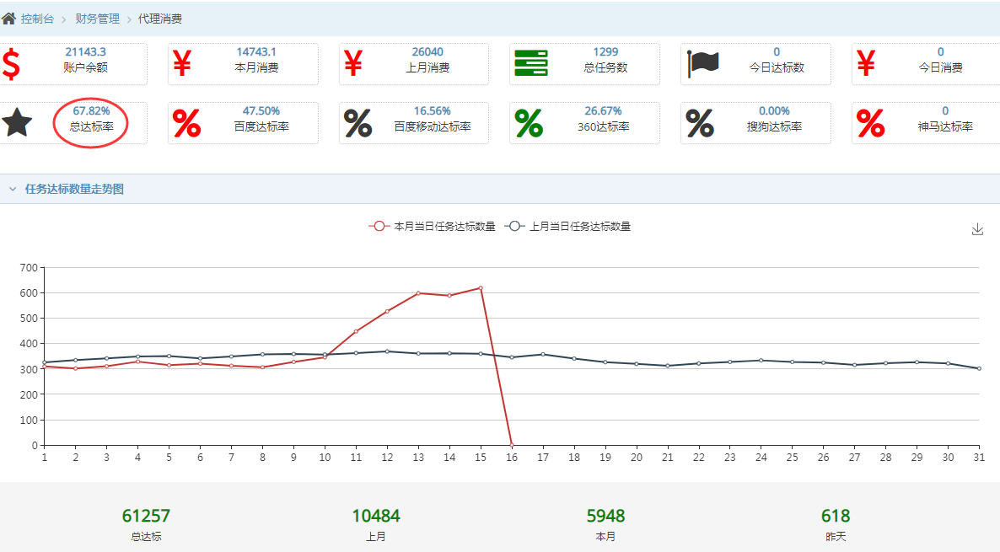 控制台 > 财务管理 > 代理消费
21143.3
账户余额
14743.1
本月消费
26040
上月消费
1299
总任务数
0
今日达标数
0
今日消费
67.82%
总达标率
47.50%
百度达标率
16.56%
百度移动达标率
26.67%
360达标率
0.00%
搜狗达标率
0
神马达标率
任务达标数量走势图
本月当日任务达标数量 上月当日任务达标数量
700
600
500
400
300
200
100
0
1 2 3 4 5 6 7 8 9 10 11 12 13 14 15 16 17 18 19 20 21 22 23 24 25 26 27 28 29 30 31
61257
总达标
10484
上月
5948
本月
618
昨天